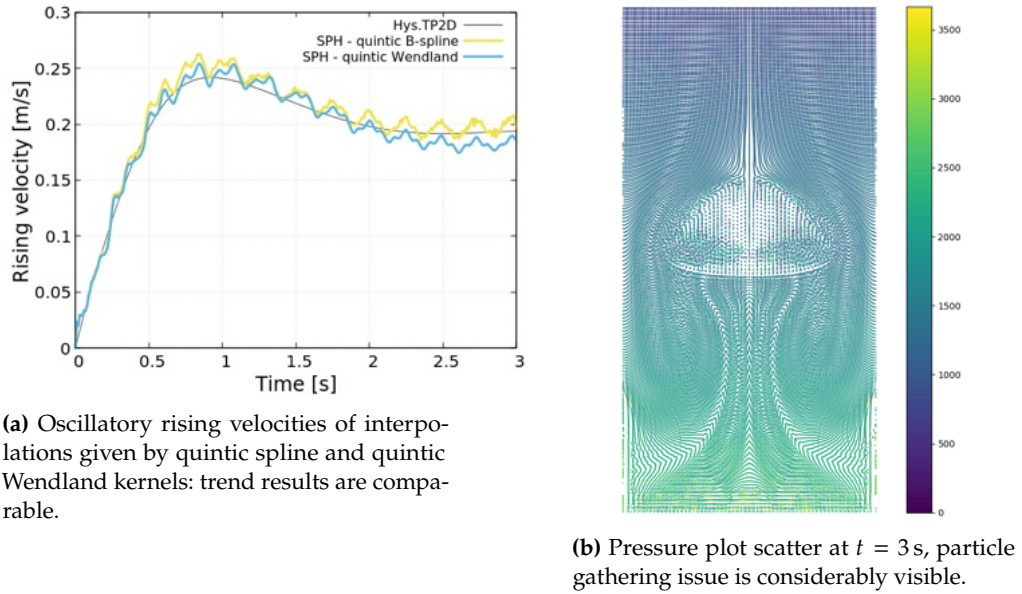 0.3
0.25
0.2
0.15
0.1
0.05
0
Rising velocity [m/s]
Hys.TP2D
SPH - quintic B-spline
SPH - quintic Wendland
0 0.5 1 1.5 2 2.5 3
Time [s]
(a) Oscillatory rising velocities of interpo-
lations given by quintic spline and quintic
Wendland kernels: trend results are compa-
rable.
3500
3000
2500
2000
1500
1000
500
0
(b) Pressure plot scatter at t = 3 s, particle
gathering issue is considerably visible.